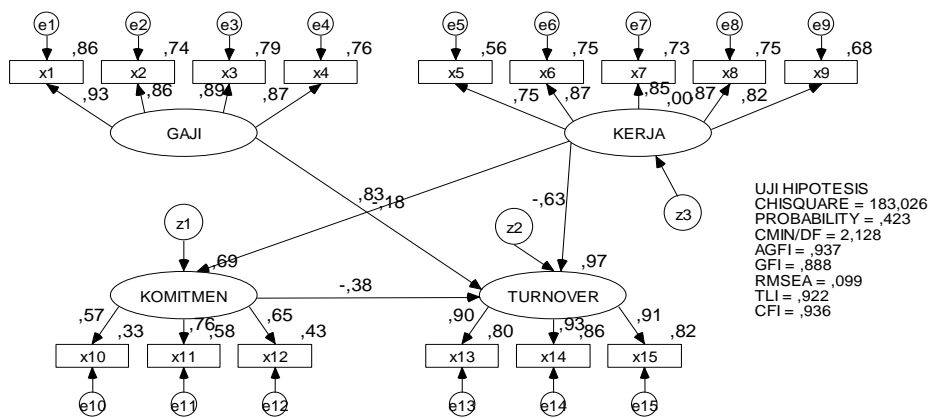 e1 e2 e3 e4 e5 e6 e7 e8 e9
,86 ,74 ,79 ,76 ,56 ,75 ,73 ,75 ,68
x1 x2 x3 x4 x5 x6 x7 x8 x9
,93 ,86 ,89 ,87 ,75 ,87 ,85 ,00 ,87 ,82
GAJI KERJA
,83 -,18 -,63
z1 z2 z3
,69 ,97
KOMITMEN -,38 TURNOVER
,57 ,76 ,65 ,90 ,93 ,91
,33 ,58 ,43 ,80 ,86 ,82
x10 x11 x12 x13 x14 x15
e10 e11 e12 e13 e14 e15
UJI HIPOTESIS
CHISQUARE = 183,026
PROBABILITY = ,423
CMIN/DF = 2,128
AGFI = ,937
GFI = ,888
RMSEA = ,099
TLI = ,922
CFI = ,936